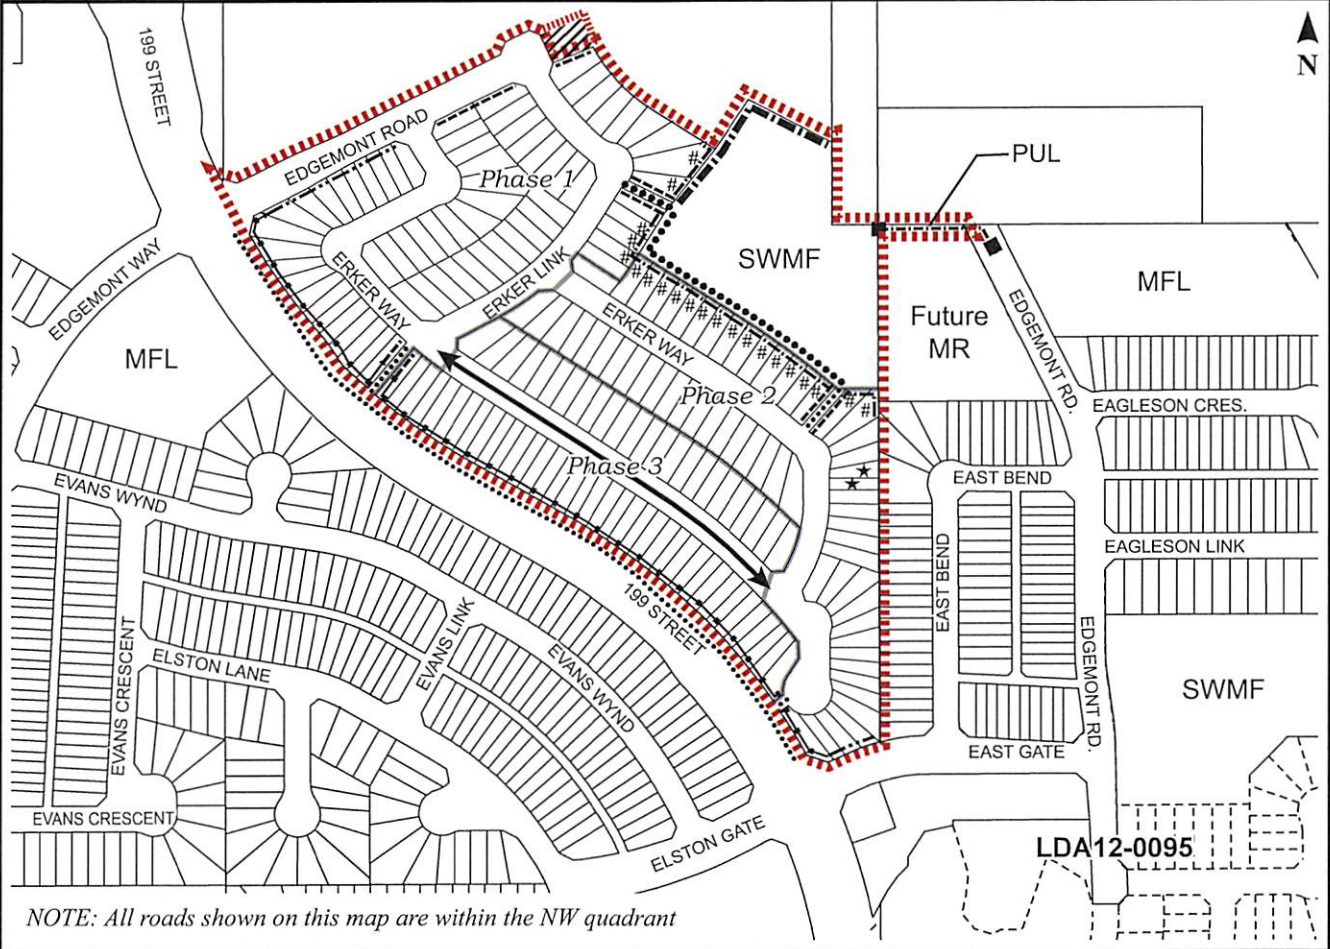 199 STREET
N
EDGEMONT ROAD
PUL
Phase 1
EDGEMONT WAY
ERKER WAY
ERKER LINK
SWMF
MFL
ERKER WAY
Future
MR
EDGEMONT RD.
MFL
Phase 2
EAGLESON CRES.
Phase 3
EVANS WYND
EAST BEND
EAGLESON LINK
EAST BEND
199 STREET
EVANS CRESCENT
ELSTON LANE
EVANS LINK
EVANS WYND
EDGEMONT RD.
SWMF
EAST GATE
EVANS CRESCENT
ELSTON GATE
LDA12-0095
NOTE: All roads shown on this map are within the NW quadrant